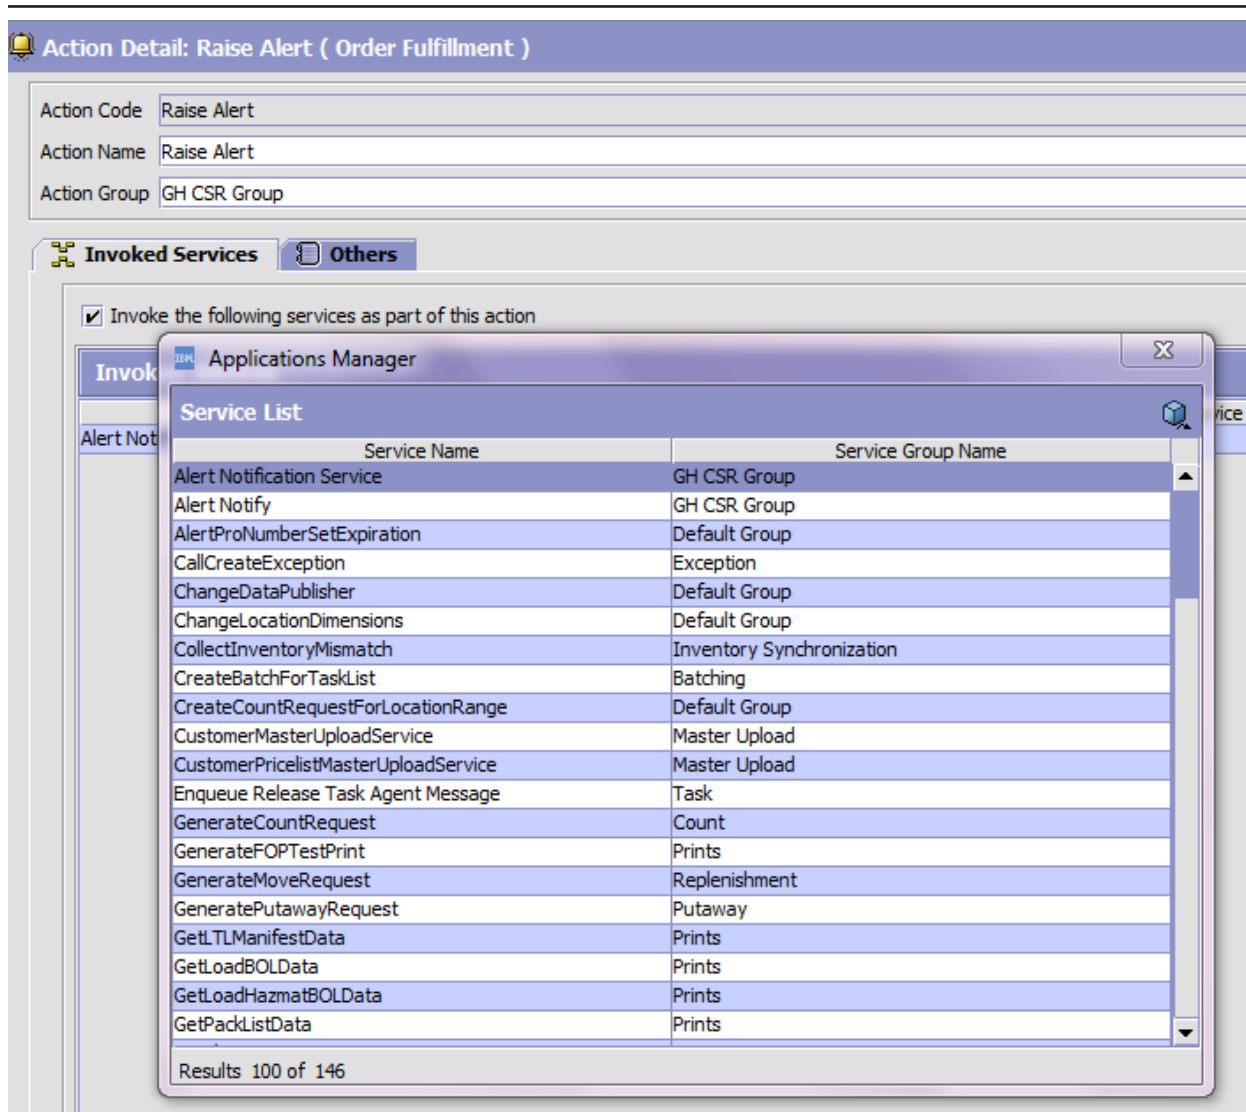 Action Detail: Raise Alert ( Order Fulfillment )
Action Code Raise Alert
Action Name Raise Alert
Action Group GH CSR Group
Invoked Services Others
Invoke the following services as part of this action
IBM Applications Manager
Invok
Service List
vice
Alert Not
Service Name Service Group Name
Alert Notification Service GH CSR Group
Alert Notify GH CSR Group
AlertProNumberSetExpiration Default Group
CallCreateException Exception
ChangeDataPublisher Default Group
ChangeLocationDimensions Default Group
CollectInventoryMismatch Inventory Synchronization
CreateBatchForTaskList Batching
CreateCountRequestForLocationRange Default Group
CustomerMasterUploadService Master Upload
CustomerPricelistMasterUploadService Master Upload
Enqueue Release Task Agent Message Task
GenerateCountRequest Count
GenerateFOPTestPrint Prints
GenerateMoveRequest Replenishment
GeneratePutawayRequest Putaway
GetLTLManifestData Prints
GetLoadBOLData Prints
GetLoadHazmatBOLData Prints
GetPackListData Prints
Results 100 of 146